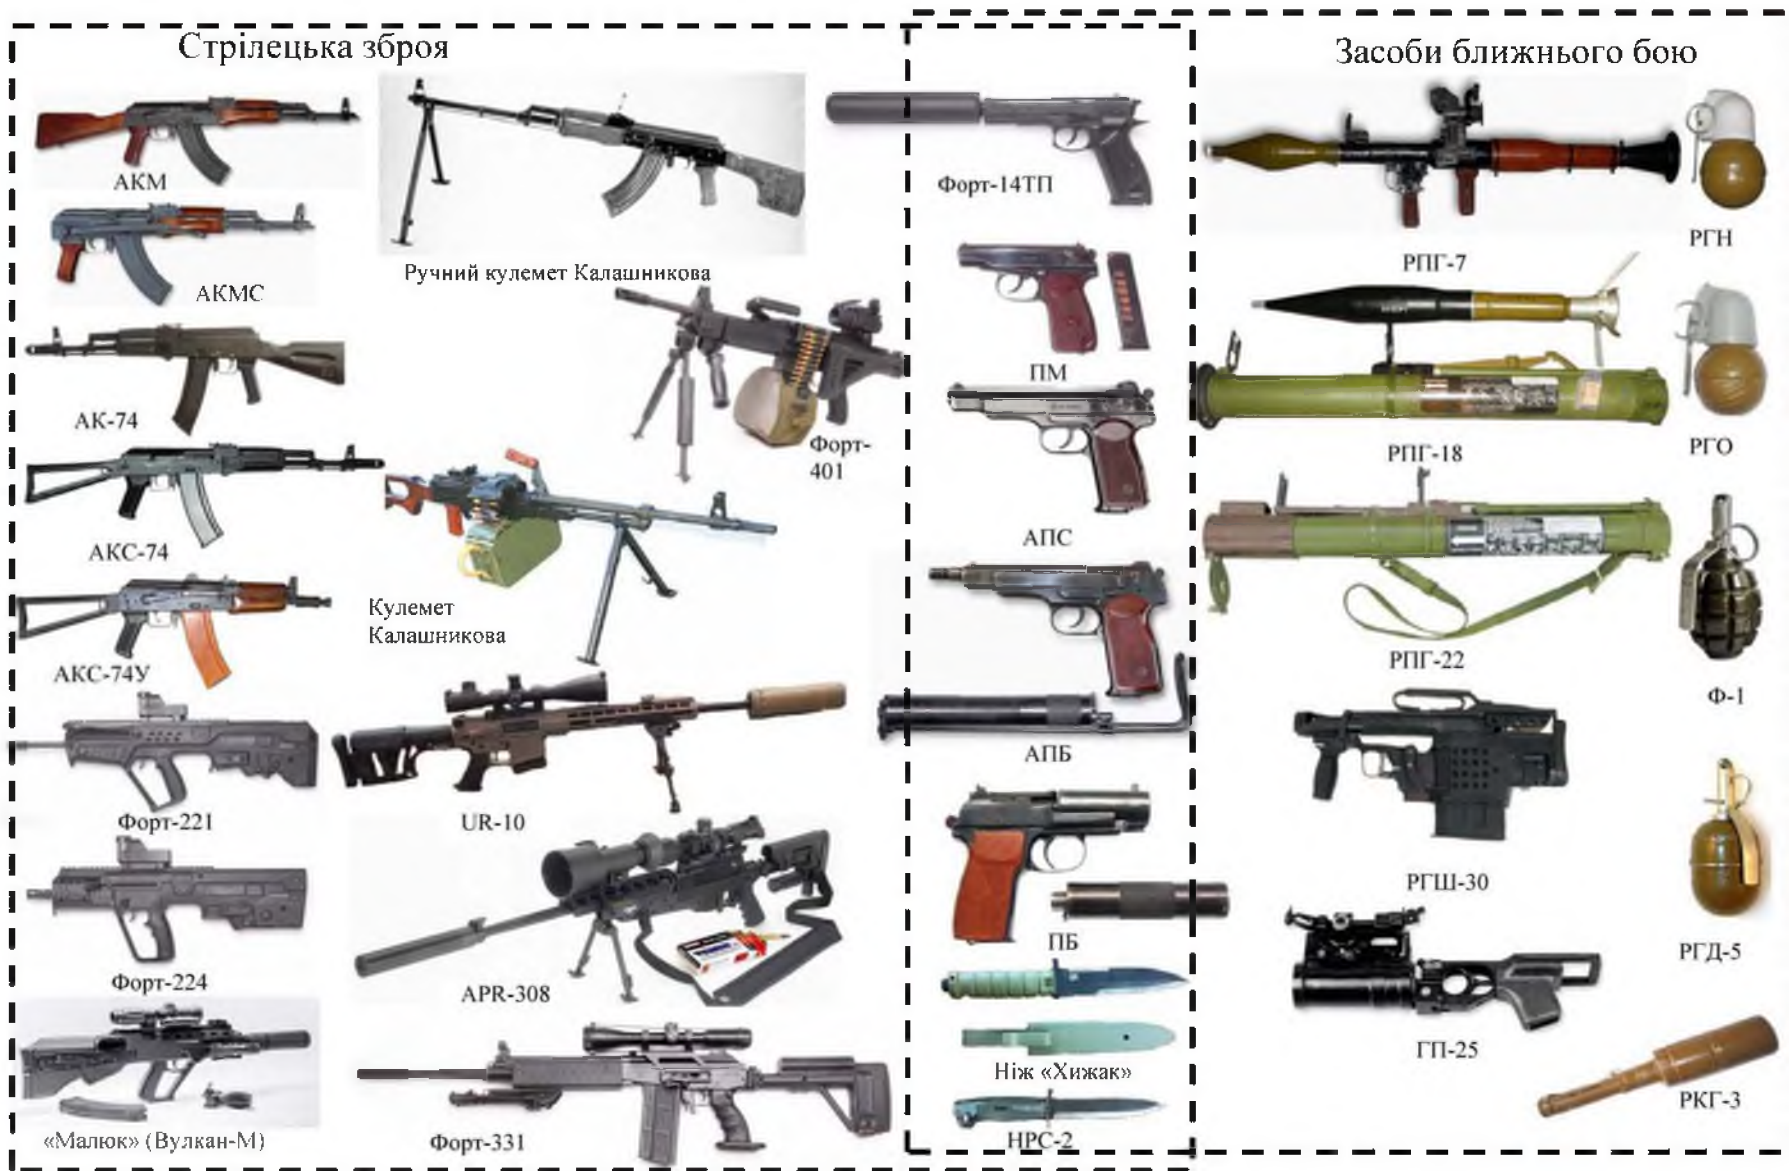 Стрілецька зброя
АКМ
АКМС
АК-74
АКС-74
АКС-74У
Форт-221
Форт-224
«Малюк» (Вулкан-М)
Ручний кулемет Калашникова
Форт-
401
Кулемет
Калашникова
UR-10
APR-308
Форт-331
Форт-14ТП
ПМ
АПС
АПБ
ПБ
Ніж «Хижак»
НРС-2
Засоби ближнього бою
РПГ-7
РПГ-18
РПГ-22
РГШ-30
ГП-25
РГН
РГО
Ф-1
РГД-5
РКГ-3